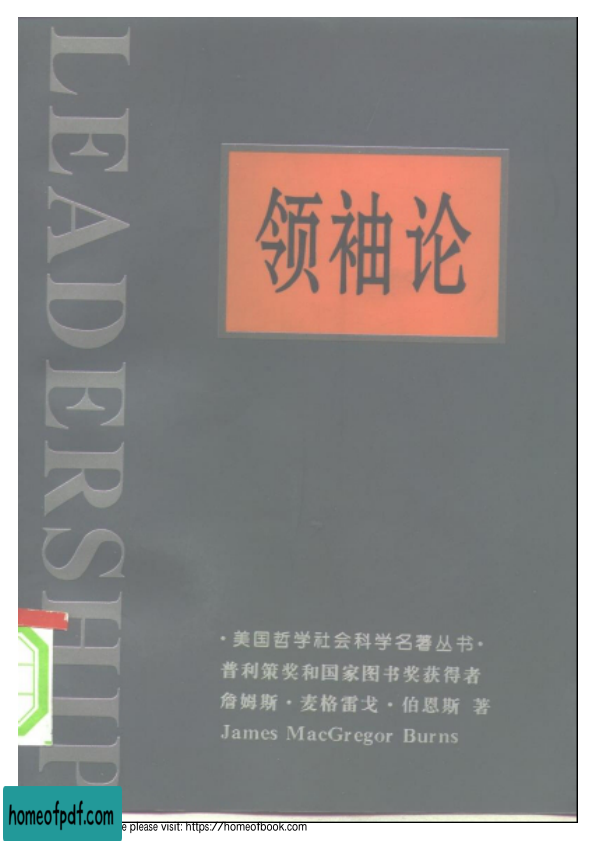 LEADERSHIP
领袖论
·美国哲学社会科学名著丛书·
普利策奖和国家图书奖获得者
詹姆斯·麦格雷戈·伯恩斯 著
James MacGregor Burns
homeofpdf.com
e please visit: https://homeofbook.com